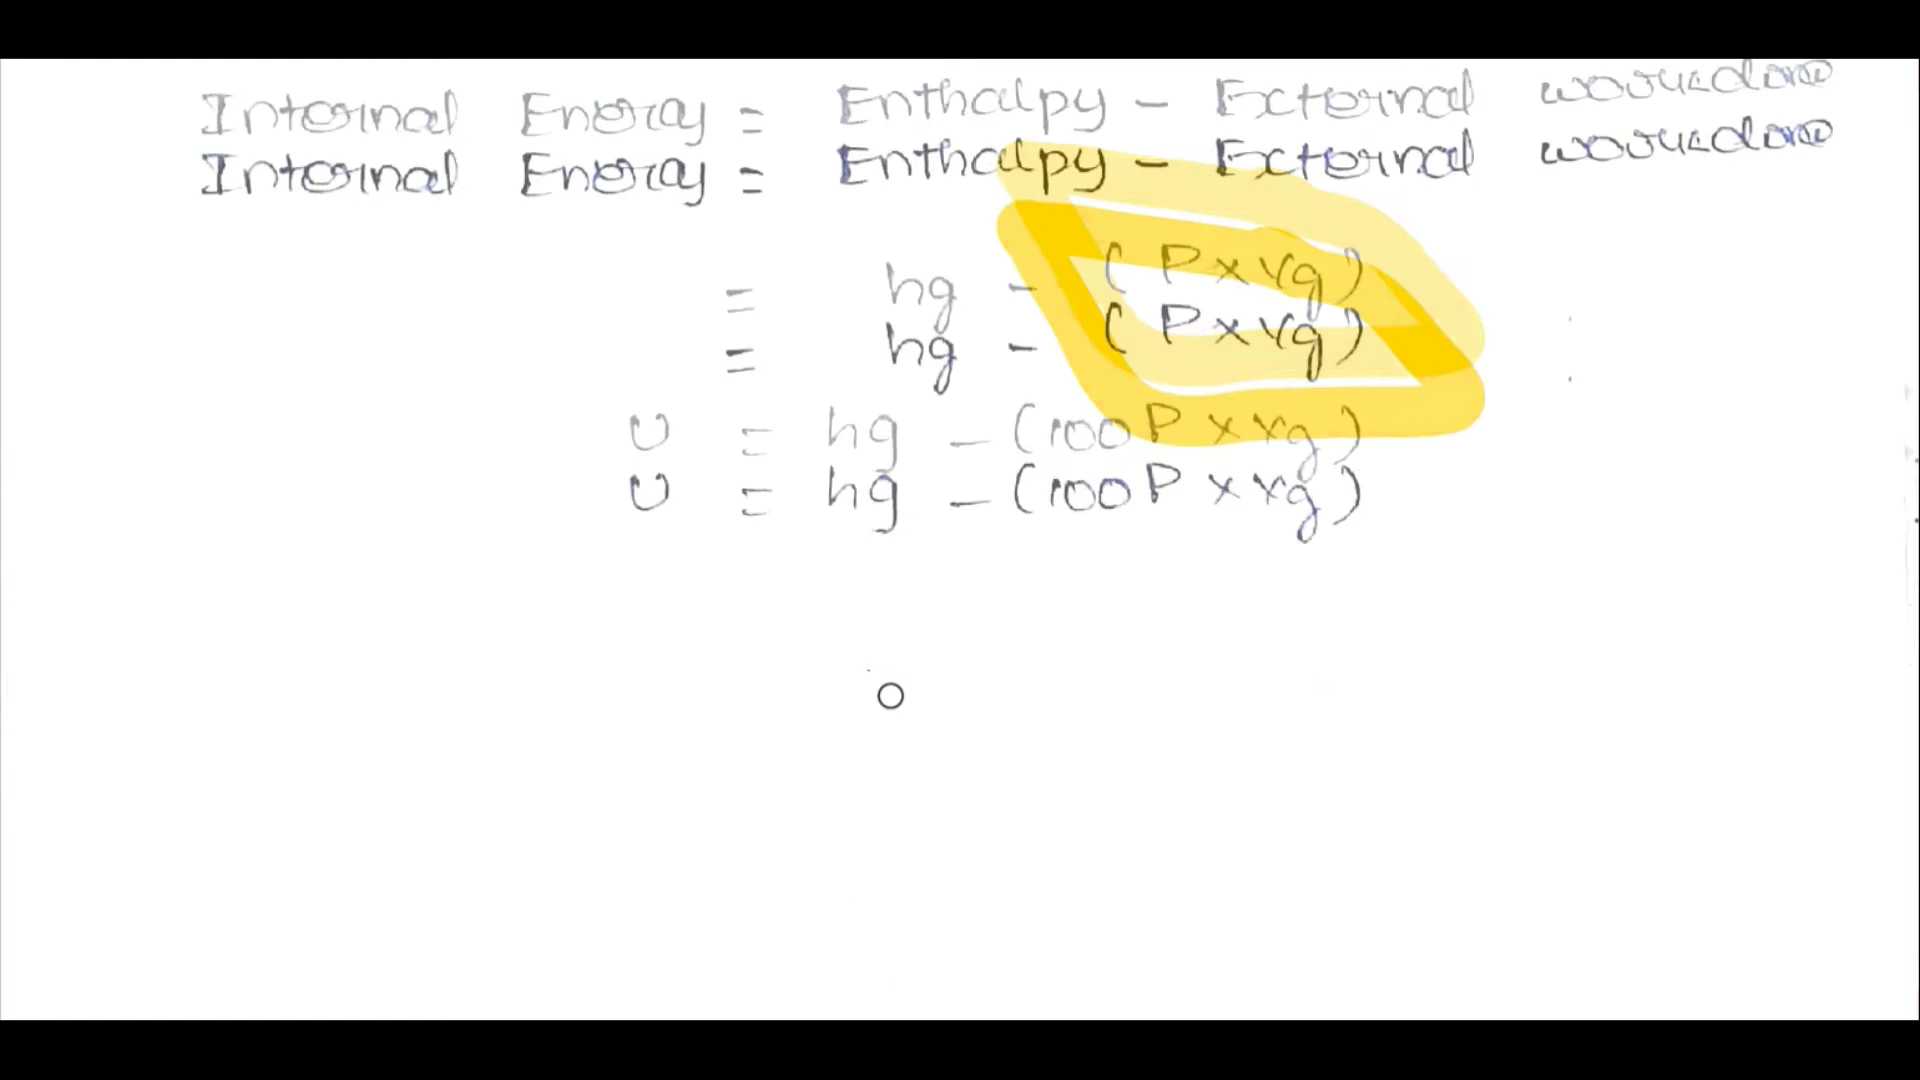 Internal Energy = Enthalpy - External workdone
Internal Energy = Enthalpy - External workdone
= hg - (P × Vg)
= hg - (P × Vg)
U = hg - (100P × Vg)
U = hg - (100P × Vg)